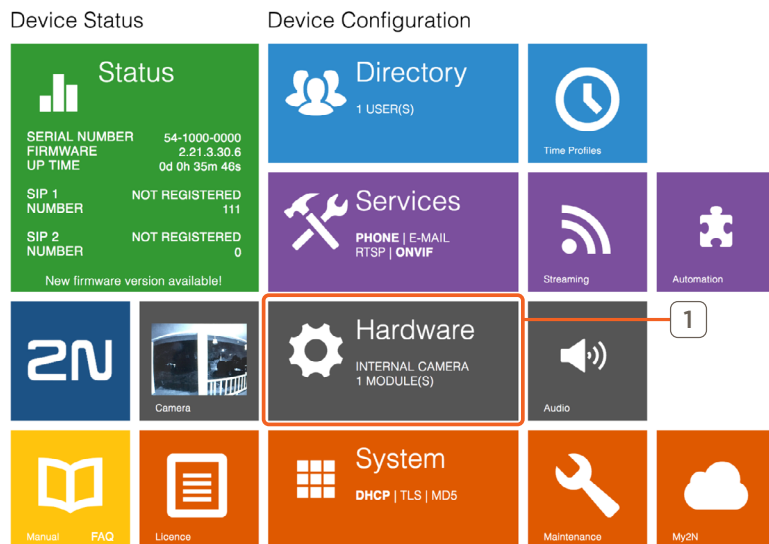 Device Status
Device Configuration
Status
SERIAL NUMBER 54-1000-0000
FIRMWARE 2.21.3.30.6
UP TIME 0d 0h 35m 46s
SIP 1 NOT REGISTERED
NUMBER 111
SIP 2 NOT REGISTERED
NUMBER 0
New firmware version available!
Directory
1 USER(S)
Time Profiles
Services
PHONE | E-MAIL
RTSP | ONVIF
Streaming
Automation
2N
Camera
Hardware
INTERNAL CAMERA
1 MODULE(S)
1
Audio
Manual FAQ
Licence
System
DHCP | TLS | MD5
Maintenance
My2N